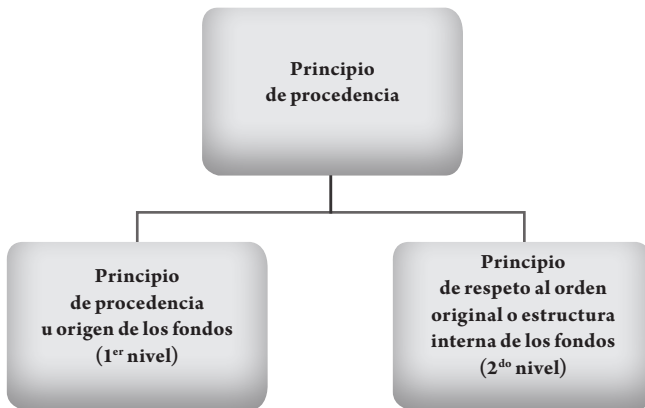 Principio
de procedencia
Principio
de procedencia
u origen de los fondos
(1er nivel)
Principio
de respeto al orden
original o estructura
interna de los fondos
(2do nivel)